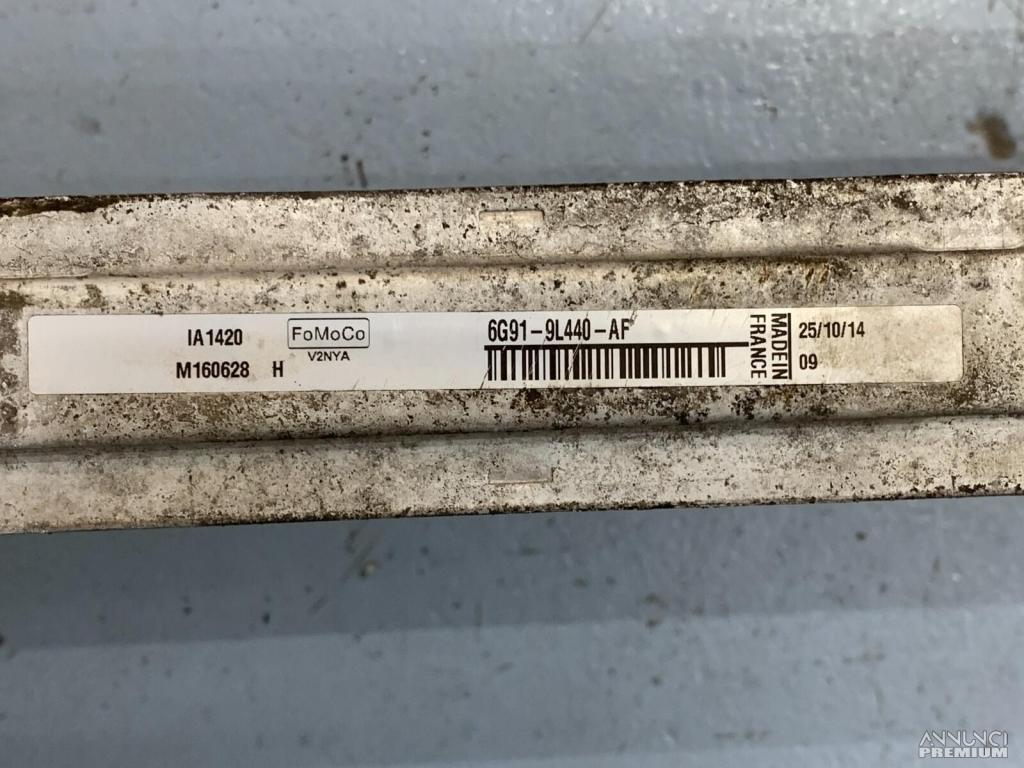 IA1420
M160628 H
FoMoCo
V2NYA
6G91-9L440-AF
MADE IN
FRANCE
25/10/14
09
ANNUNCI
PREMIUM